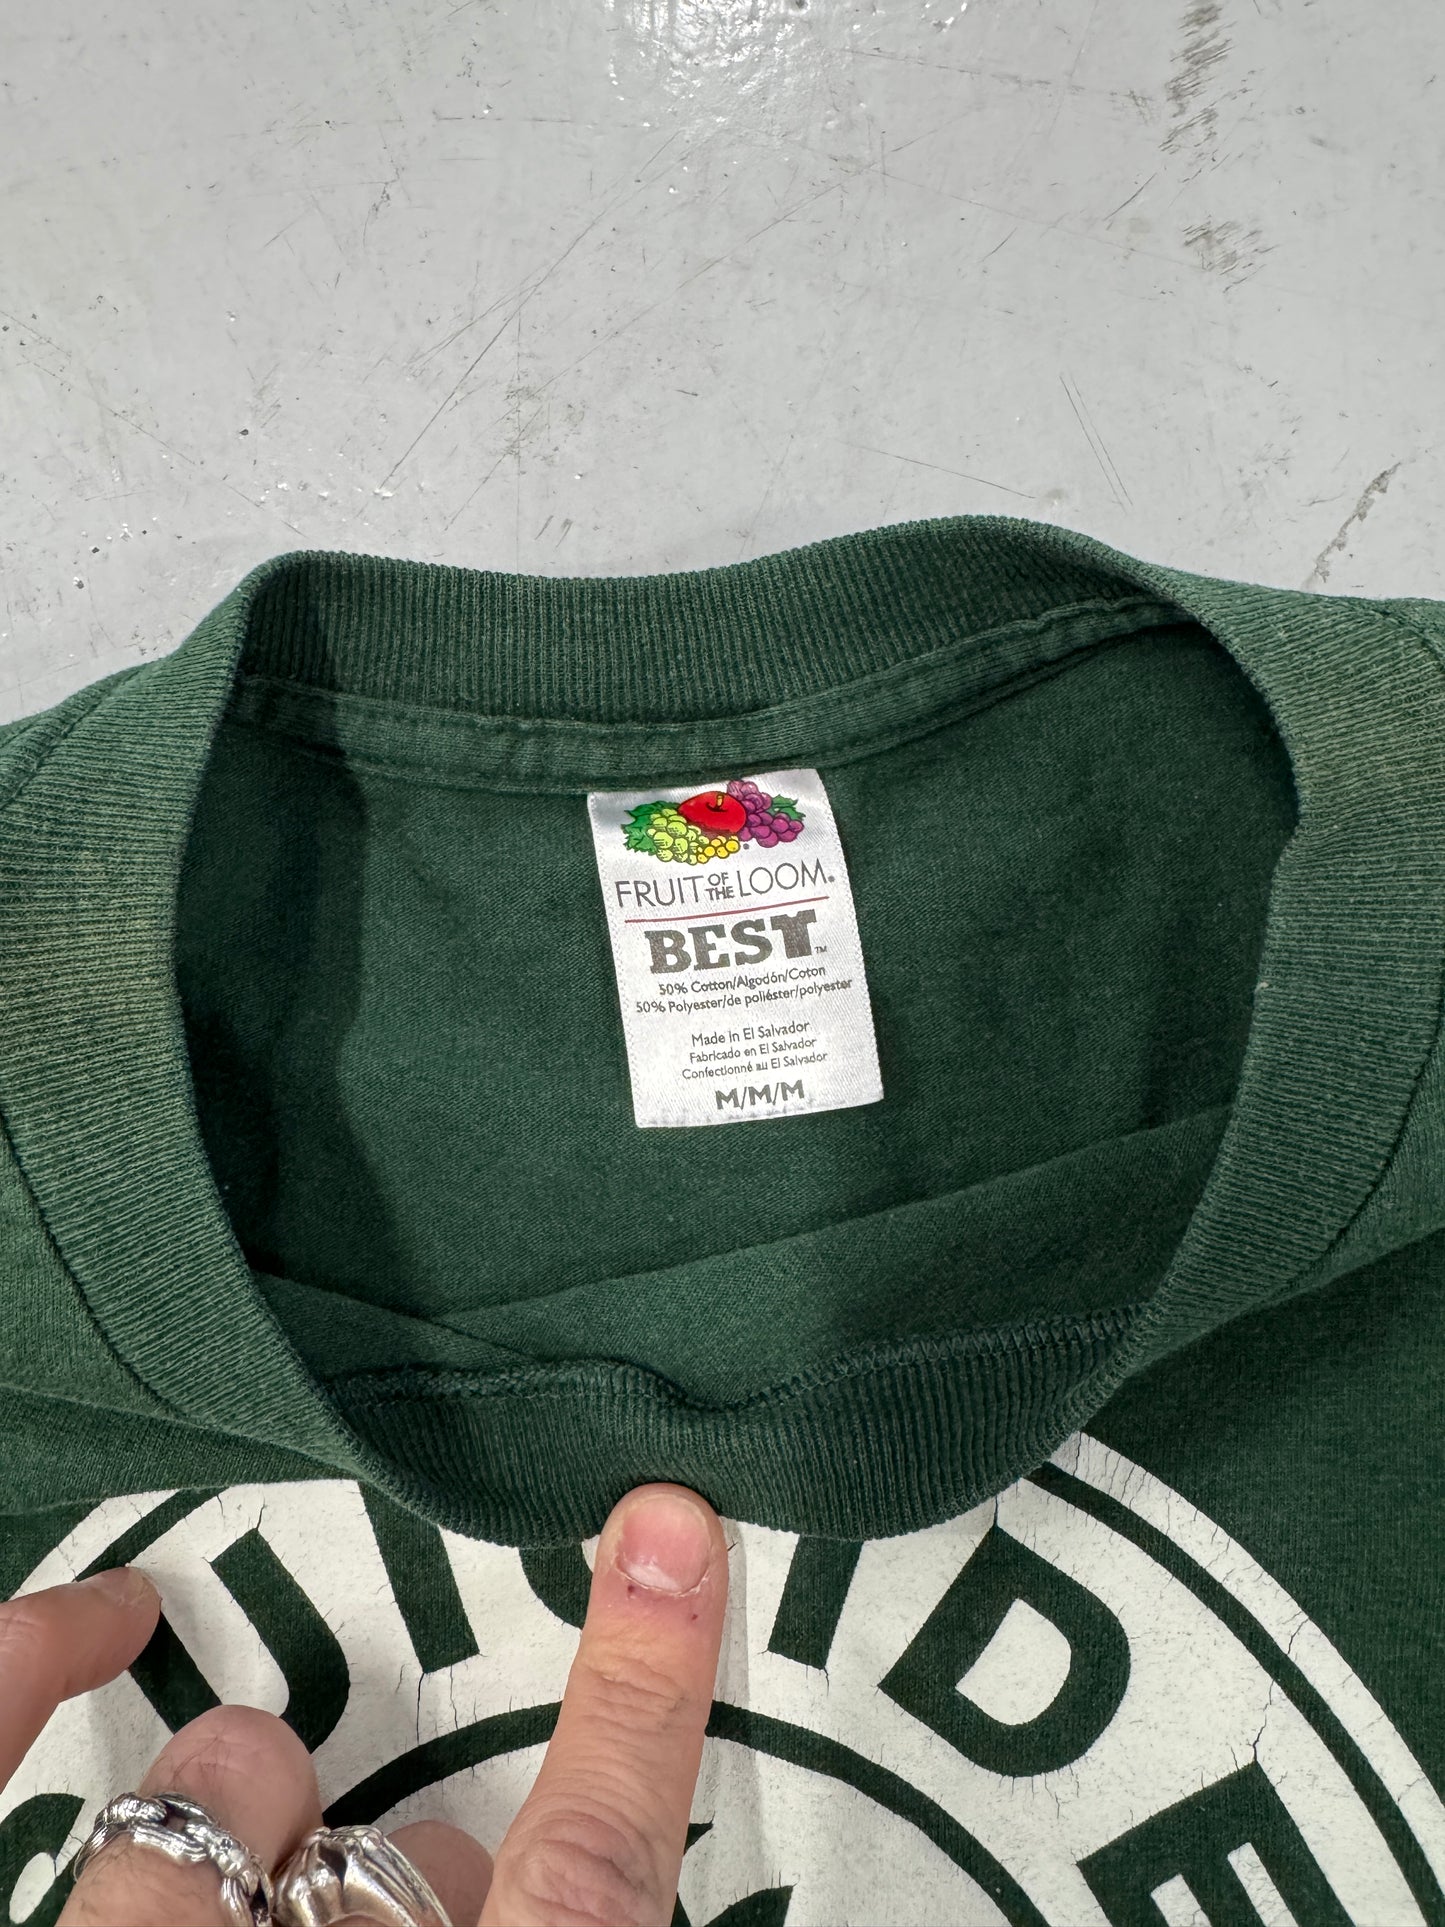 FRUIT OF THE LOOM®
BEST™
50% Cotton/Algodón/Coton
50% Polyester/de poliéster/polyester
Made in El Salvador
Fabricado en El Salvador
Confectionné au El Salvador
M/M/M